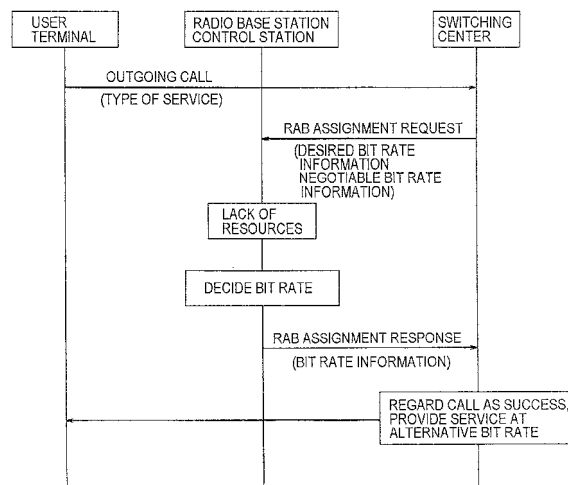 USER
TERMINAL
RADIO BASE STATION
CONTROL STATION
SWITCHING
CENTER
OUTGOING CALL
(TYPE OF SERVICE)
RAB ASSIGNMENT REQUEST
(DESIRED BIT RATE
INFORMATION
NEGOTIABLE BIT RATE
INFORMATION)
LACK OF
RESOURCES
DECIDE BIT RATE
RAB ASSIGNMENT RESPONSE
(BIT RATE INFORMATION)
REGARD CALL AS SUCCESS,
PROVIDE SERVICE AT
ALTERNATIVE BIT RATE